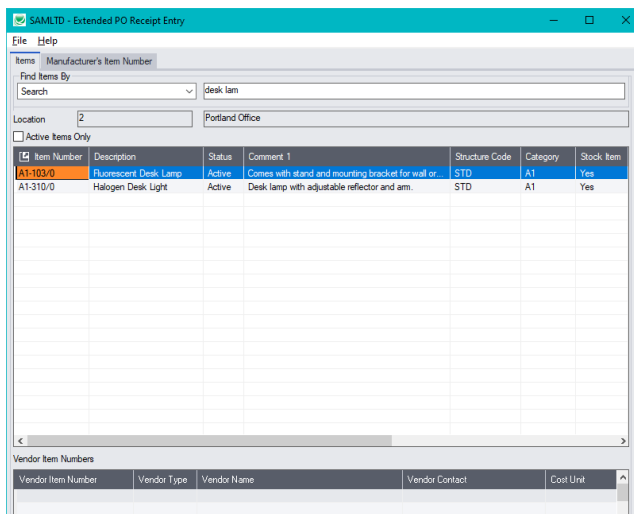 SAMLTD - Extended PO Receipt Entry
File Help
Items Manufacturer's Item Number
Find Items By
Search desk lam
Location 2 Portland Office
Active Items Only
Item Number Description Status Comment 1 Structure Code Category Stock Item
A1-103/0 Fluorescent Desk Lamp Active Comes with stand and mounting bracket for wall or... STD A1 Yes
A1-310/0 Halogen Desk Light Active Desk lamp with adjustable reflector and arm. STD A1 Yes
Vendor Item Numbers
Vendor Item Number Vendor Type Vendor Name Vendor Contact Cost Unit